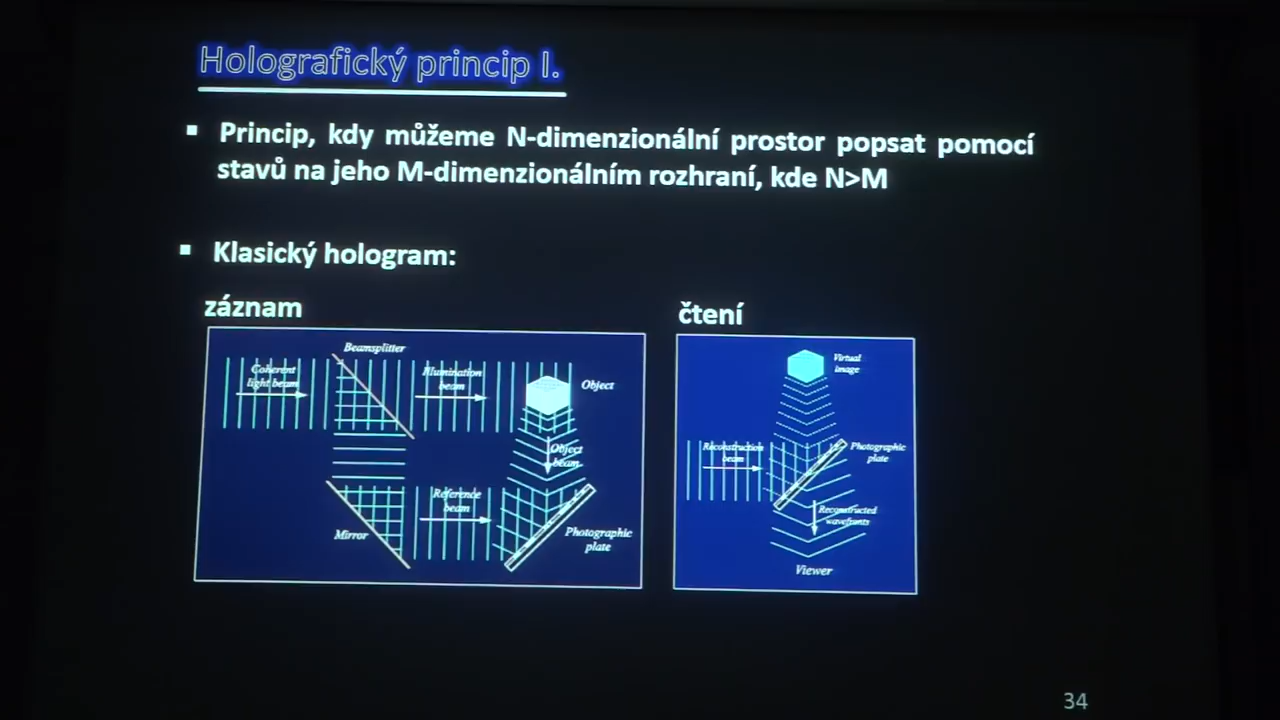 Holografický princip I.
▪ Princip, kdy můžeme N-dimenzionální prostor popsat pomocí
stavů na jeho M-dimenzionálním rozhraní, kde N>M
▪ Klasický hologram:
záznam
Beamsplitter
Coherent
light beam
Illumination
beam
Object
Object
beam
Reference
beam
Mirror
Photographic
plate
čtení
Virtual
image
Reconstruction
beam
Photographic
plate
Reconstructed
wavefronts
Viewer
34